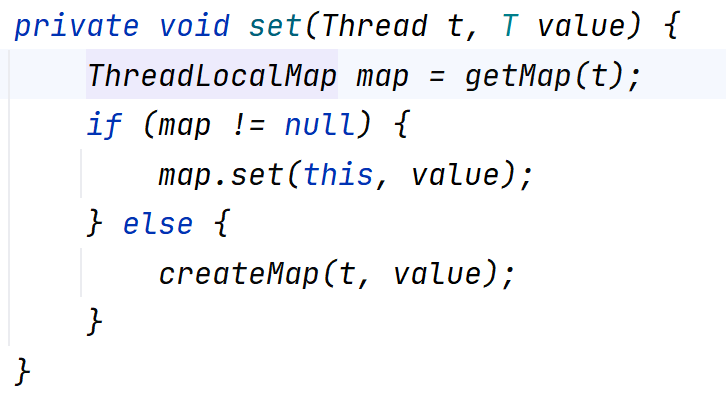 private void set(Thread t, T value) {
    ThreadLocalMap map = getMap(t);
    if (map != null) {
        map.set(this, value);
    } else {
        createMap(t, value);
    }
}